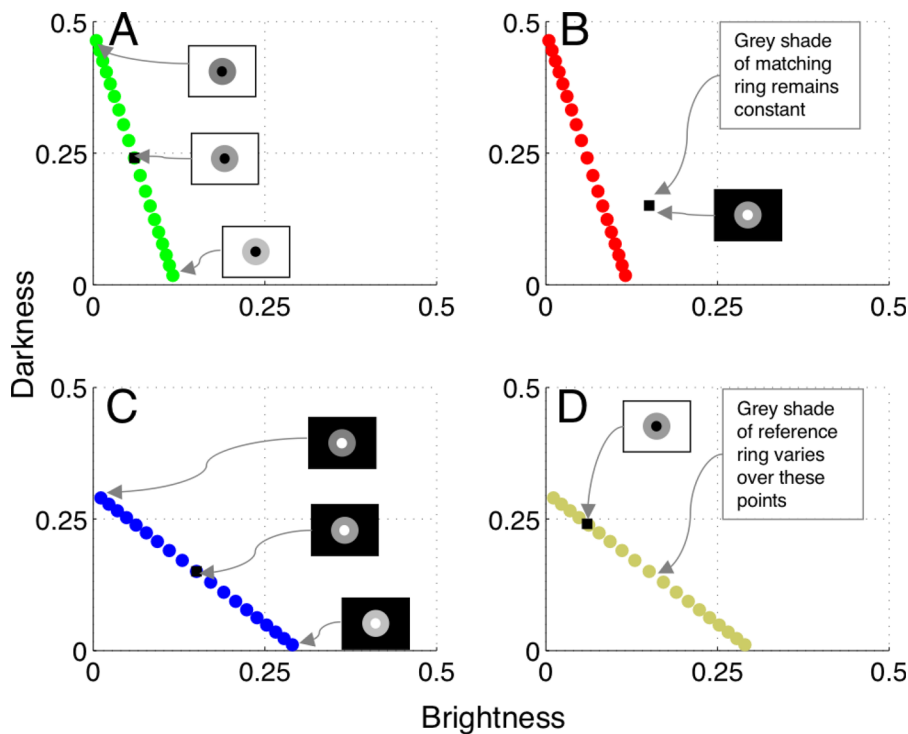 A
0.5
0.25
0
0
0.25
0.5
B
Grey shade
of matching
ring remains
constant
0.5
0.25
0
0
0.25
0.5
Darkness
C
0.5
0.25
0
0
0.25
0.5
D
Grey shade
of reference
ring varies
over these
points
0.5
0.25
0
0
0.25
0.5
Brightness